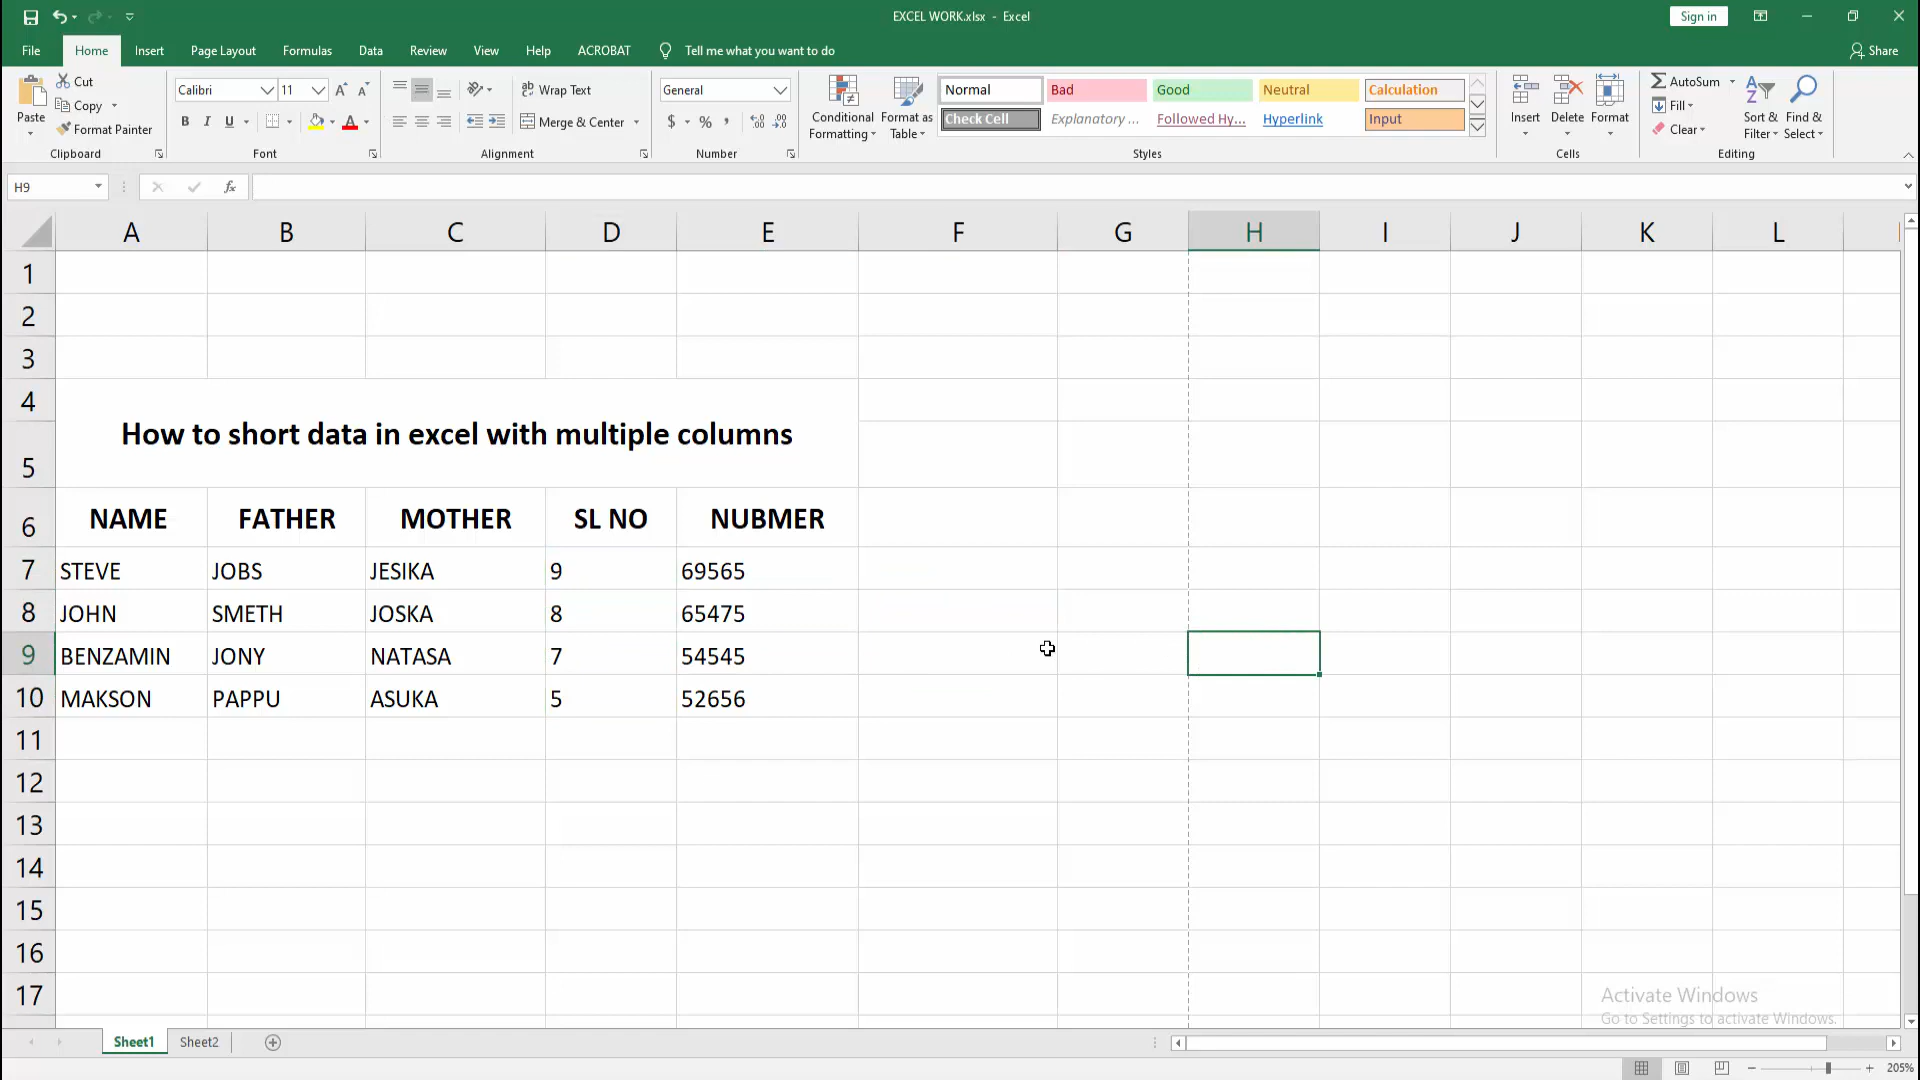 EXCEL WORK.xlsx - Excel
Sign in
File Home Insert Page Layout Formulas Data Review View Help ACROBAT Tell me what you want to do Share
Paste
Cut
Copy
Format Painter
Clipboard
Calibri 11
B I U
Font
Wrap Text
Merge & Center
Alignment
General
$ % ,
Number
Conditional Formatting
Format as Table
Normal Bad Good Neutral Calculation
Check Cell Explanatory ... Followed Hy... Hyperlink Input
Styles
Insert Delete Format
Cells
AutoSum
Fill
Clear
Sort & Filter
Find & Select
Editing
H9 fx
A B C D E F G H I J K L
1
2
3
4
How to short data in excel with multiple columns
5
6 NAME FATHER MOTHER SL NO NUBMER
7 STEVE JOBS JESIKA 9 69565
8 JOHN SMETH JOSKA 8 65475
9 BENZAMIN JONY NATASA 7 54545
10 MAKSON PAPPU ASUKA 5 52656
11
12
13
14
15
16
17
Activate Windows
Go to Settings to activate Windows.
Sheet1 Sheet2
205%